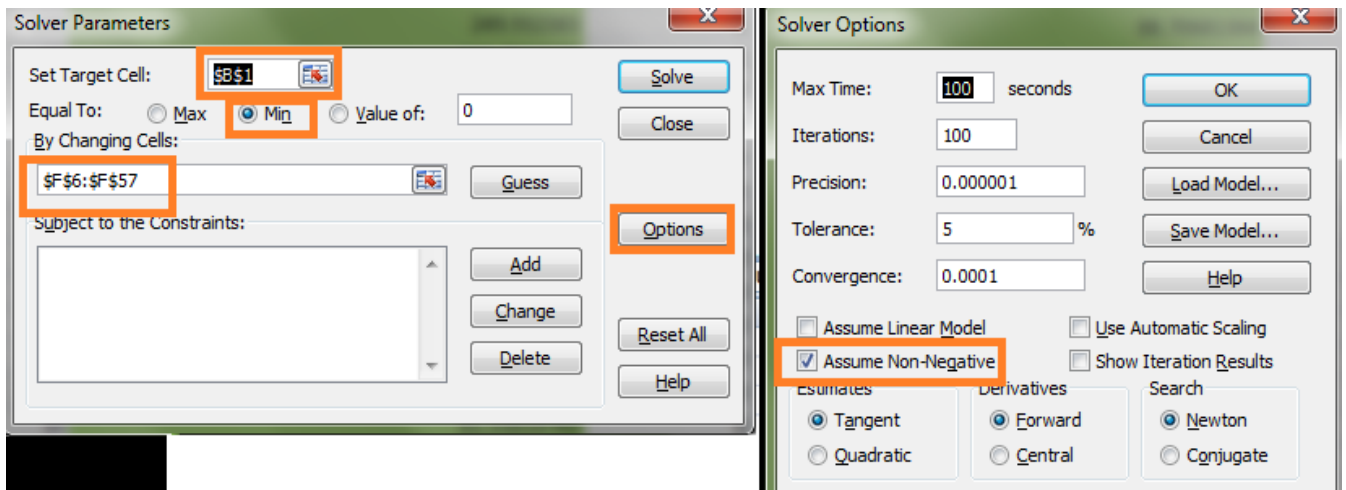 Solver Parameters
Set Target Cell: $B$1 Solve
Equal To: Max Min Value of: 0 Close
By Changing Cells:
$F$6:$F$57 Guess
Subject to the Constraints: Options
Add
Change
Reset All
Delete
Help
Solver Options
Max Time: 100 seconds OK
Iterations: 100 Cancel
Precision: 0.000001 Load Model...
Tolerance: 5 % Save Model...
Convergence: 0.0001 Help
Assume Linear Model Use Automatic Scaling
Assume Non-Negative Show Iteration Results
Estimates Derivatives Search
Tangent Forward Newton
Quadratic Central Conjugate